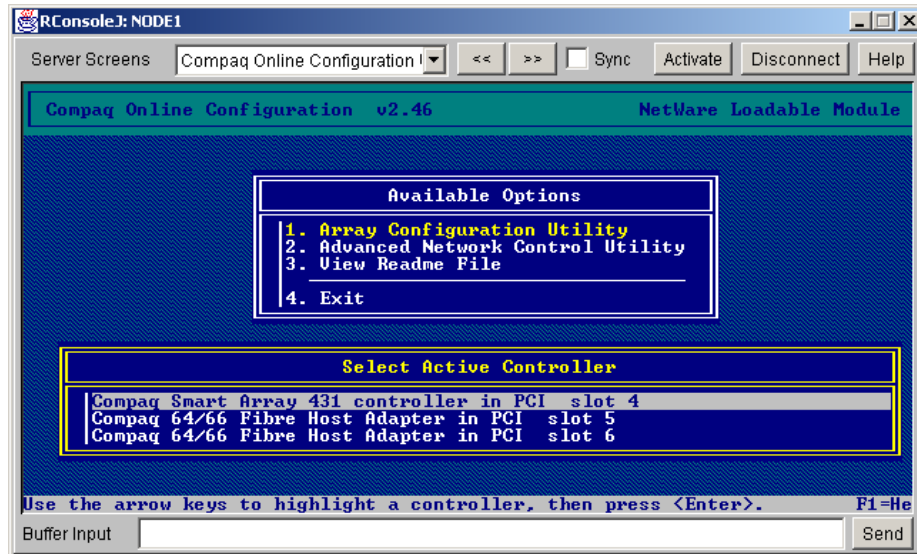 RConsoleJ: NODE1
Server Screens Compaq Online Configuration << >> Sync Activate Disconnect Help
Compaq Online Configuration v2.46 NetWare Loadable Module
Available Options
1. Array Configuration Utility
2. Advanced Network Control Utility
3. View Readme File
4. Exit
Select Active Controller
Compaq Smart Array 431 controller in PCI slot 4
Compaq 64/66 Fibre Host Adapter in PCI slot 5
Compaq 64/66 Fibre Host Adapter in PCI slot 6
Use the arrow keys to highlight a controller, then press <Enter>. F1=He
Buffer Input Send